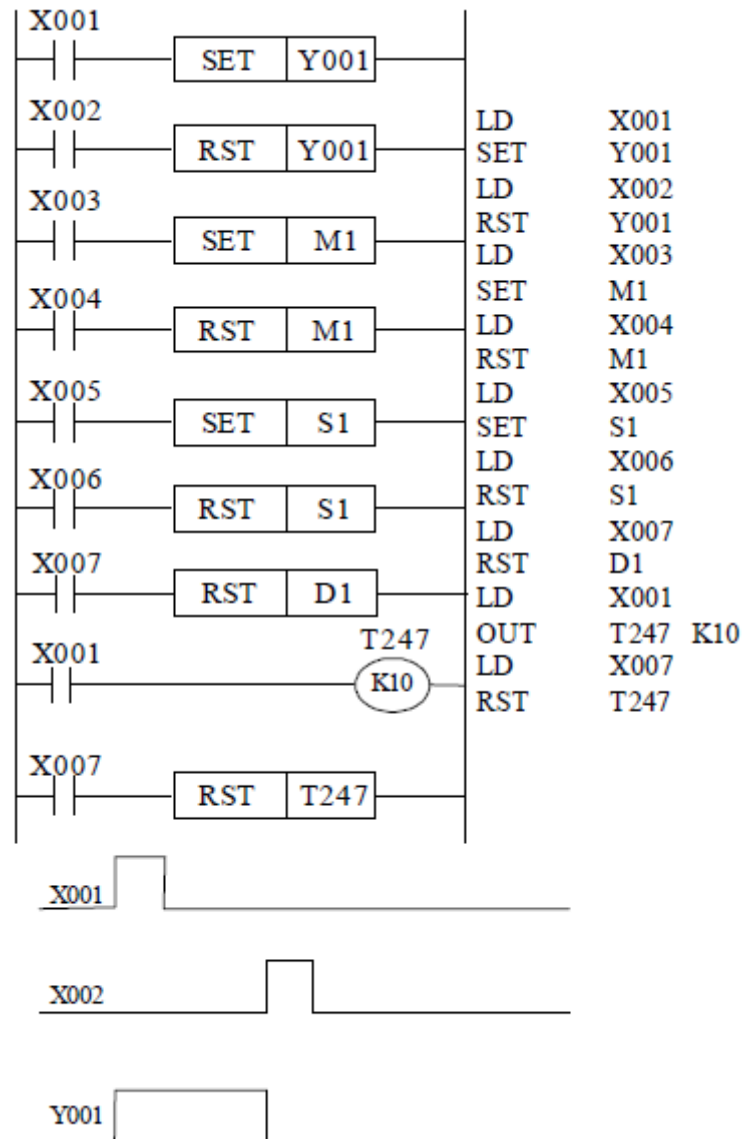 X001
SET Y001
X002
RST Y001
X003
SET M1
X004
RST M1
X005
SET S1
X006
RST S1
X007
RST D1
X001
T247
K10
X007
RST T247
LD X001
SET Y001
LD X002
RST Y001
LD X003
SET M1
LD X004
RST M1
LD X005
SET S1
LD X006
RST S1
LD X007
RST D1
LD X001
OUT T247 K10
LD X007
RST T247
X001
X002
Y001